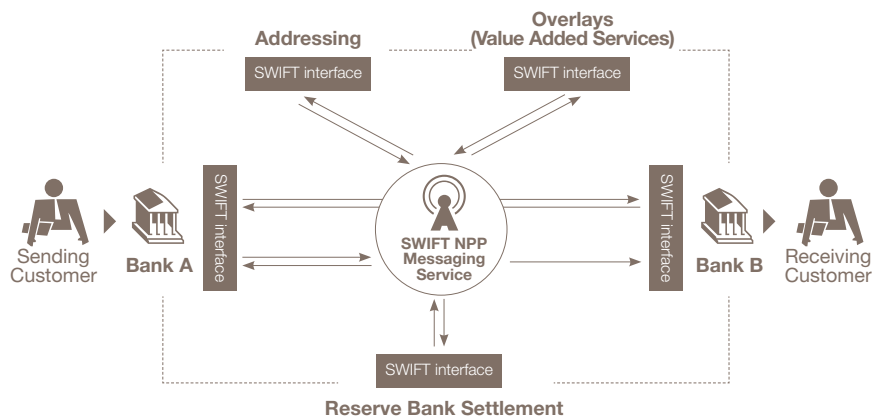 Addressing
SWIFT interface
Overlays
(Value Added Services)
SWIFT interface
Sending
Customer
Bank A
SWIFT interface
SWIFT NPP
Messaging
Service
SWIFT interface
Bank B
Receiving
Customer
SWIFT interface
Reserve Bank Settlement